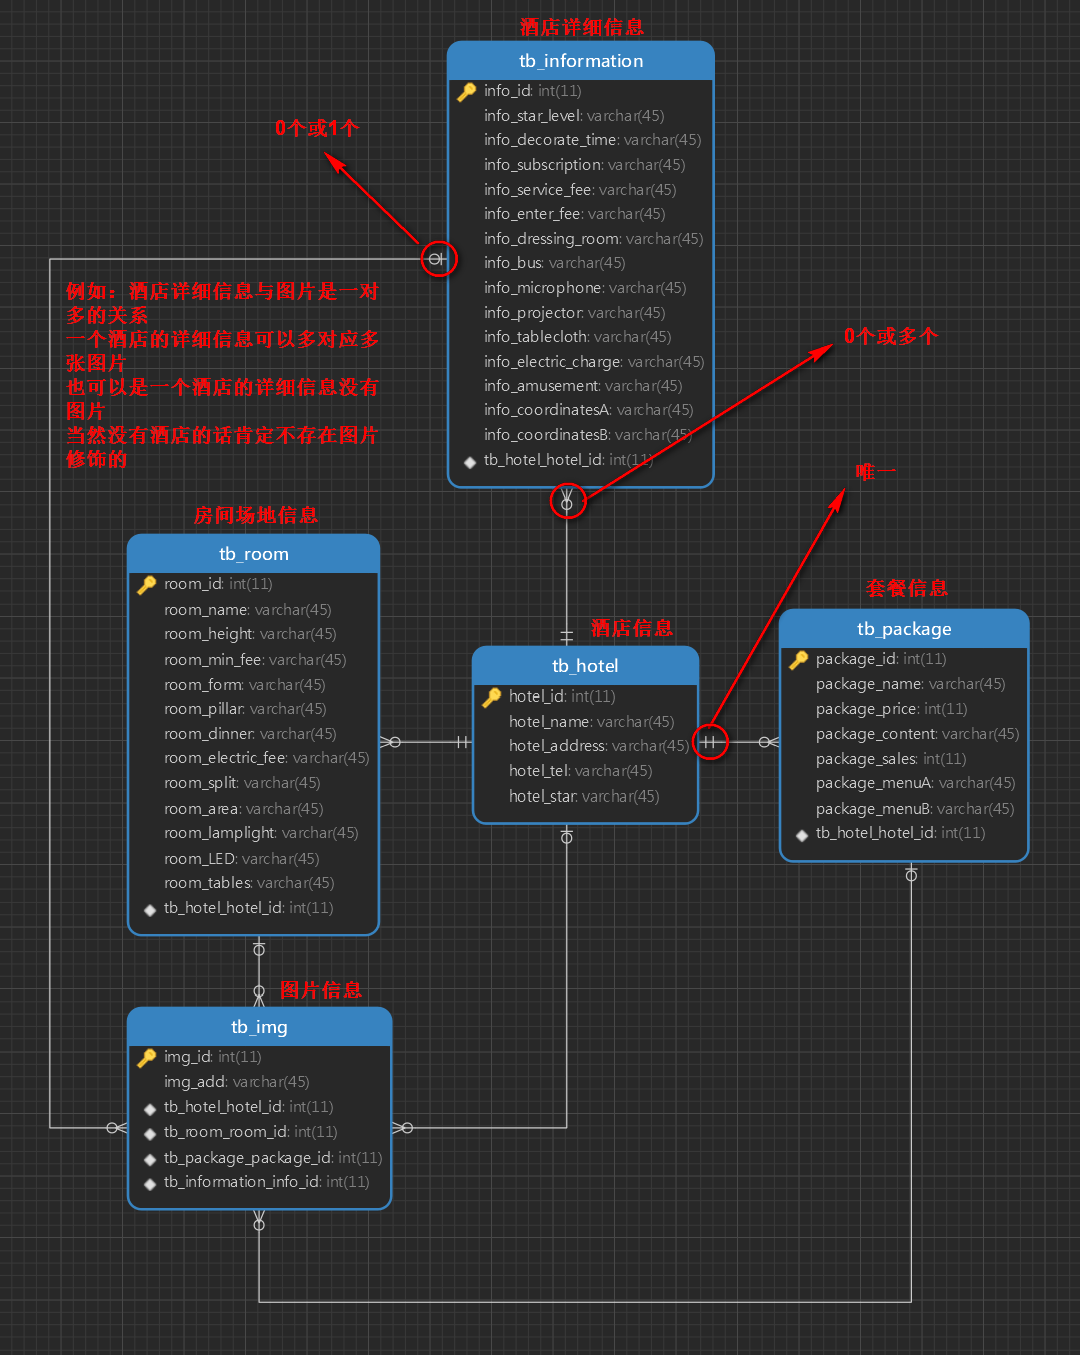 酒店详细信息
tb_information
info_id: int(11)
info_star_level: varchar(45)
info_decorate_time: varchar(45)
info_subscription: varchar(45)
info_service_fee: varchar(45)
info_enter_fee: varchar(45)
info_dressing_room: varchar(45)
info_bus: varchar(45)
info_microphone: varchar(45)
info_projector: varchar(45)
info_tablecloth: varchar(45)
info_electric_charge: varchar(45)
info_amusement: varchar(45)
info_coordinatesA: varchar(45)
info_coordinatesB: varchar(45)
tb_hotel_hotel_id: int(11)
0个或1个
例如：酒店详细信息与图片是一对
多的关系
一个酒店的详细信息可以多对应多
张图片
也可以是一个酒店的详细信息没有
图片
当然没有酒店的话肯定不存在图片
修饰的
0个或多个
唯一
房间场地信息
tb_room
room_id: int(11)
room_name: varchar(45)
room_height: varchar(45)
room_min_fee: varchar(45)
room_form: varchar(45)
room_pillar: varchar(45)
room_dinner: varchar(45)
room_electric_fee: varchar(45)
room_split: varchar(45)
room_area: varchar(45)
room_lamplight: varchar(45)
room_LED: varchar(45)
room_tables: varchar(45)
tb_hotel_hotel_id: int(11)
酒店信息
tb_hotel
hotel_id: int(11)
hotel_name: varchar(45)
hotel_address: varchar(45)
hotel_tel: varchar(45)
hotel_star: varchar(45)
套餐信息
tb_package
package_id: int(11)
package_name: varchar(45)
package_price: int(11)
package_content: varchar(45)
package_sales: int(11)
package_menuA: varchar(45)
package_menuB: varchar(45)
tb_hotel_hotel_id: int(11)
图片信息
tb_img
img_id: int(11)
img_add: varchar(45)
tb_hotel_hotel_id: int(11)
tb_room_room_id: int(11)
tb_package_package_id: int(11)
tb_information_info_id: int(11)